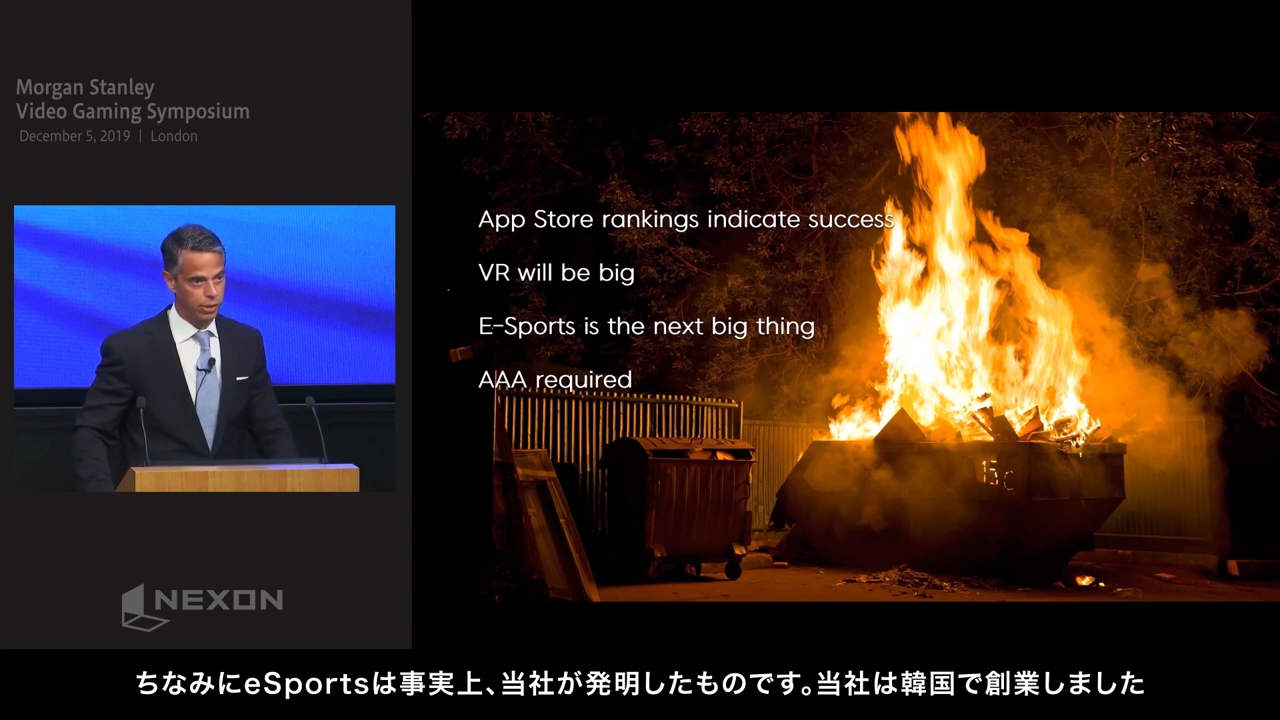 Morgan Stanley
Video Gaming Symposium
December 5, 2019 | London
App Store rankings indicate success
VR will be big
E-Sports is the next big thing
AAA required
15c
NEXON
ちなみにeSportsは事実上、当社が発明したものです。当社は韓国で創業しました